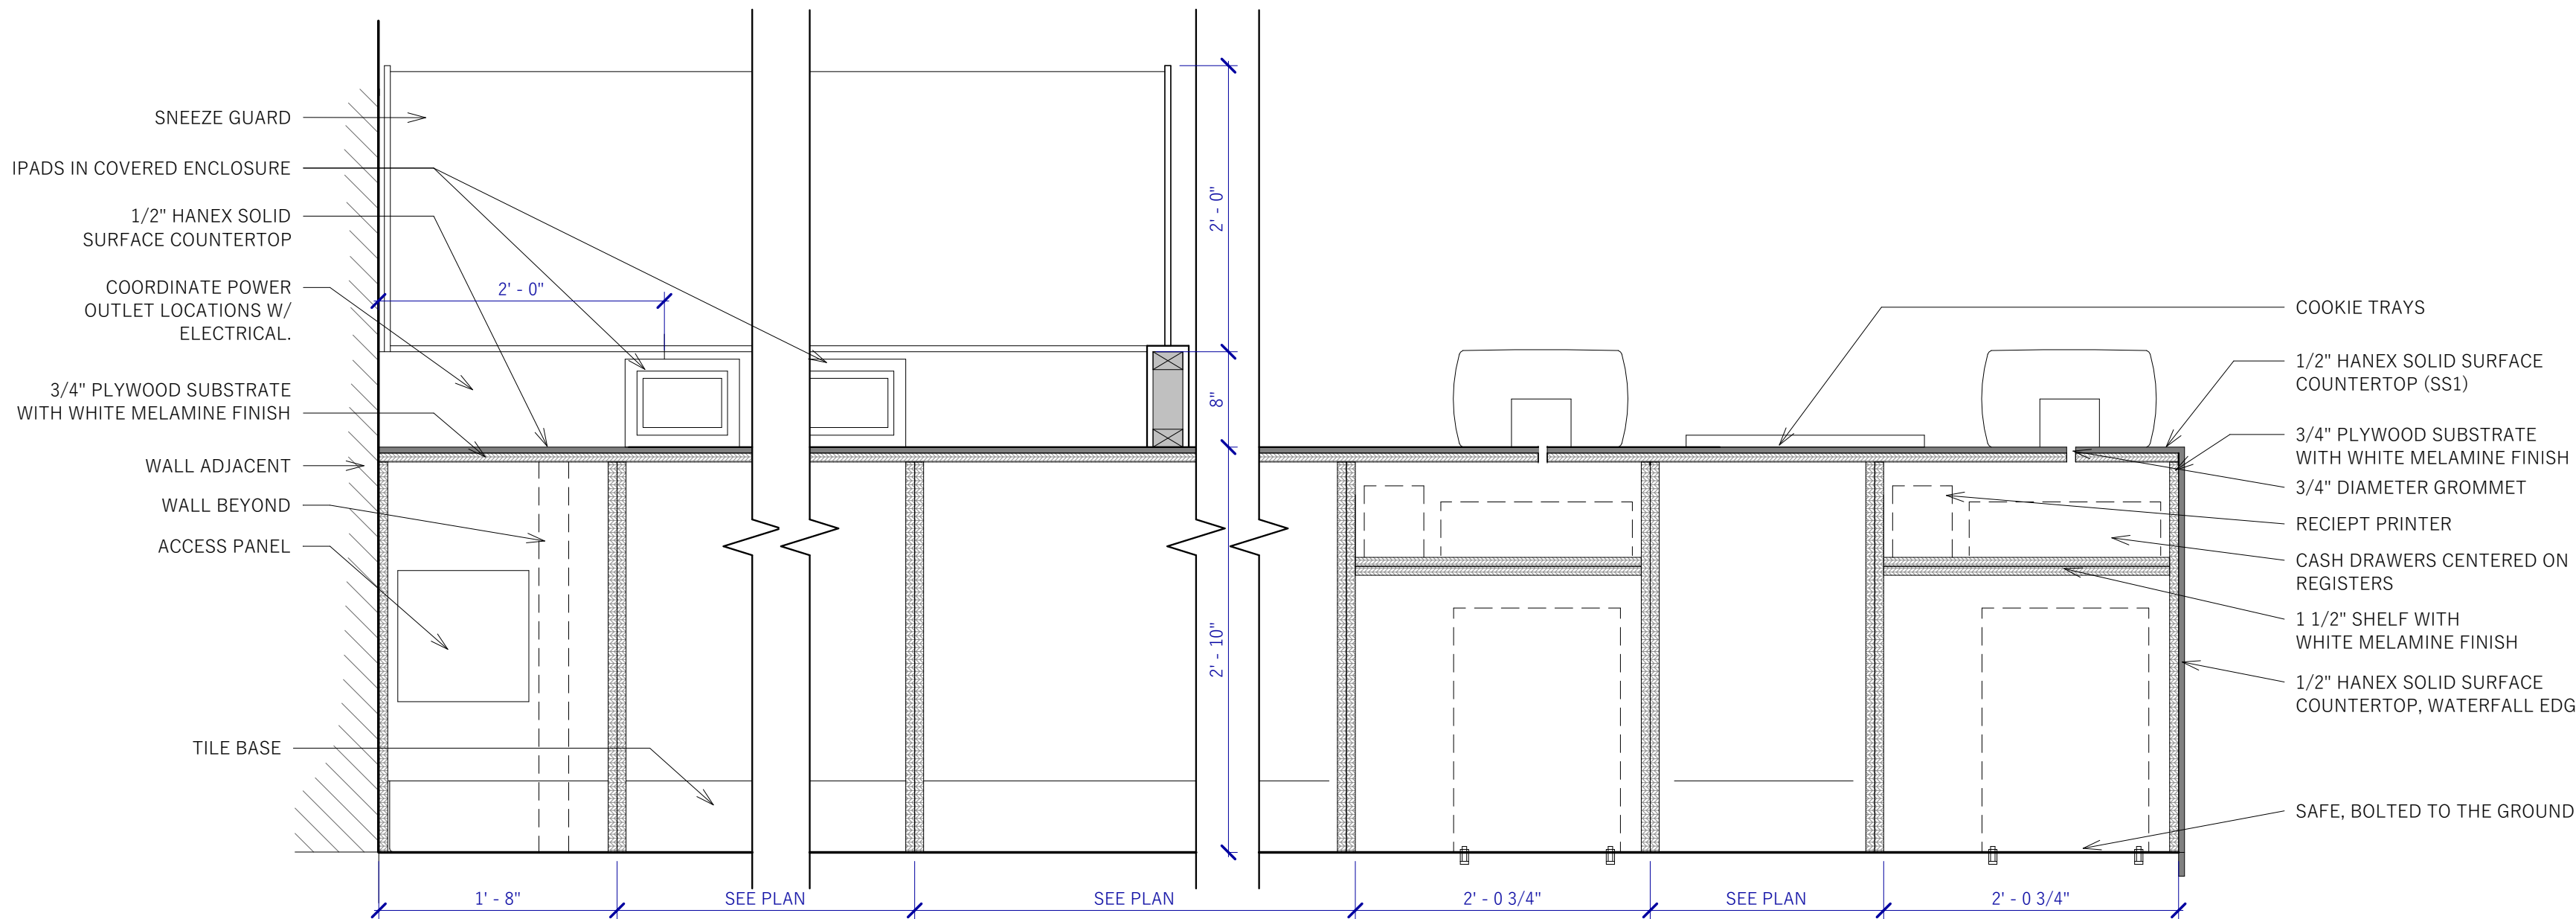 SNEEZE GUARD
IPADS IN COVERED ENCLOSURE
1/2" HANEX SOLID
SURFACE COUNTERTOP
COORDINATE POWER
OUTLET LOCATIONS W/
ELECTRICAL.
3/4" PLYWOOD SUBSTRATE
WITH WHITE MELAMINE FINISH
WALL ADJACENT
WALL BEYOND
ACCESS PANEL
TILE BASE
2' - 0"
2' - 0"
8"
2' - 10"
COOKIE TRAYS
1/2" HANEX SOLID SURFACE
COUNTERTOP (SS1)
3/4" PLYWOOD SUBSTRATE
WITH WHITE MELAMINE FINISH
3/4" DIAMETER GROMMET
RECIEPT PRINTER
CASH DRAWERS CENTERED ON
REGISTERS
1 1/2" SHELF WITH
WHITE MELAMINE FINISH
1/2" HANEX SOLID SURFACE
COUNTERTOP, WATERFALL EDG
SAFE, BOLTED TO THE GROUND
1' - 8"
SEE PLAN
SEE PLAN
2' - 0 3/4"
SEE PLAN
2' - 0 3/4"